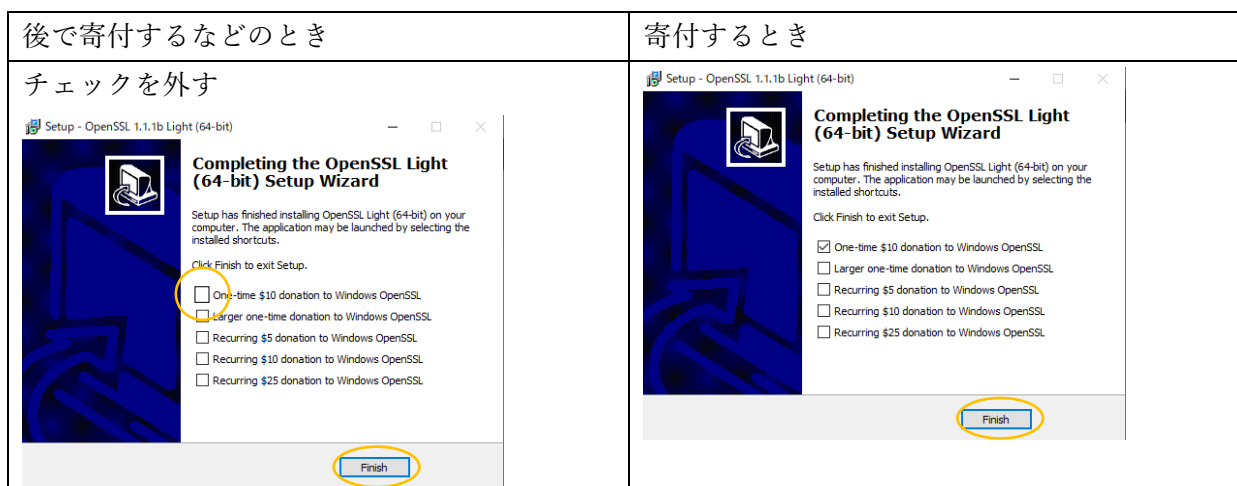 後で寄付するなどのとき
寄付するとき
チェックを外す
Setup - OpenSSL 1.1.1b Light (64-bit)
Completing the OpenSSL Light
(64-bit) Setup Wizard
Setup has finished installing OpenSSL Light (64-bit) on your
computer. The application may be launched by selecting the
installed shortcuts.
Click Finish to exit Setup.
One-time $10 donation to Windows OpenSSL
Larger one-time donation to Windows OpenSSL
Recurring $5 donation to Windows OpenSSL
Recurring $10 donation to Windows OpenSSL
Recurring $25 donation to Windows OpenSSL
Finish
Setup - OpenSSL 1.1.1b Light (64-bit)
Completing the OpenSSL Light
(64-bit) Setup Wizard
Setup has finished installing OpenSSL Light (64-bit) on your
computer. The application may be launched by selecting the
installed shortcuts.
Click Finish to exit Setup.
One-time $10 donation to Windows OpenSSL
Larger one-time donation to Windows OpenSSL
Recurring $5 donation to Windows OpenSSL
Recurring $10 donation to Windows OpenSSL
Recurring $25 donation to Windows OpenSSL
Finish